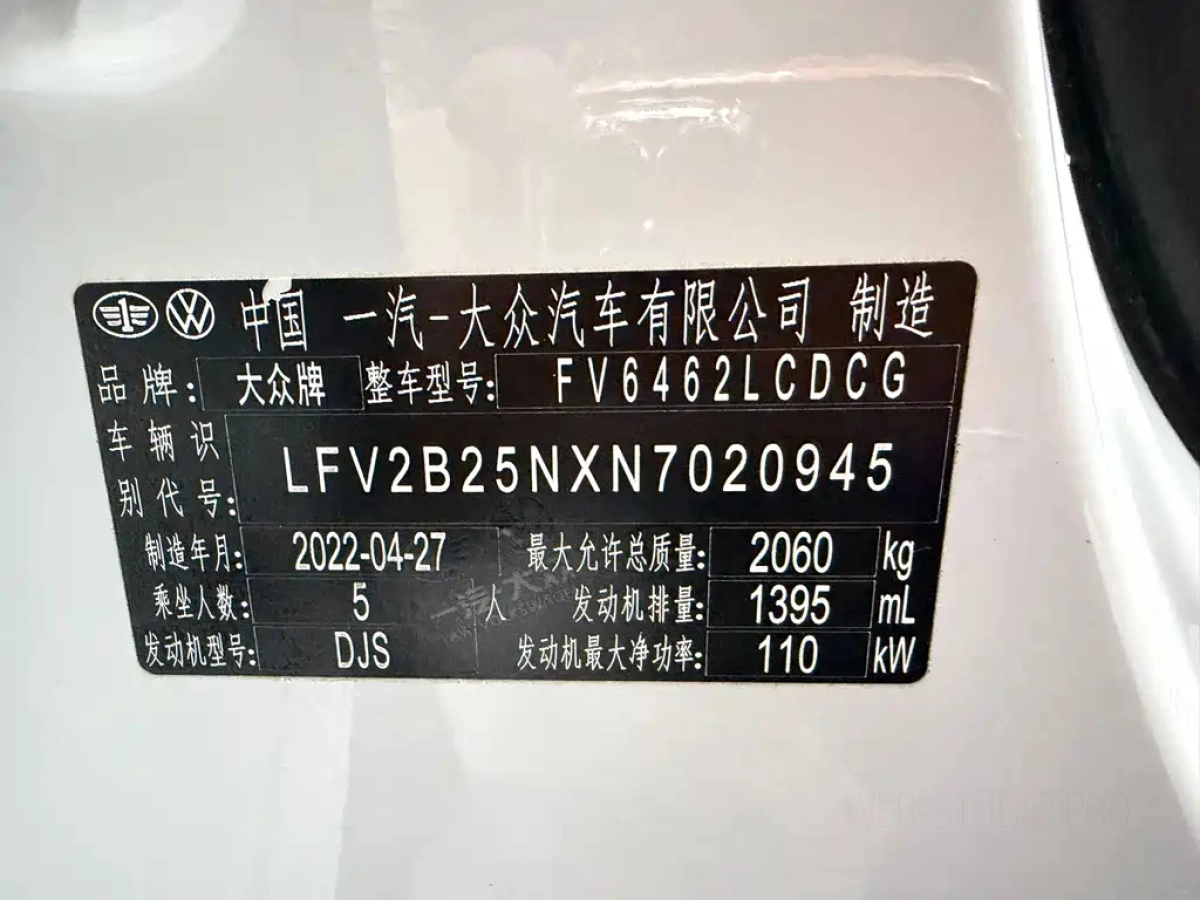 中国 一汽-大众汽车有限公司 制造
品牌: 大众牌 整车型号: FV6462LCDCG
车辆识别代号: LFV2B25NXN7020945
制造年月: 2022-04-27 最大允许总质量: 2060 kg
乘坐人数: 5 人 发动机排量: 1395 mL
发动机型号: DJS 发动机最大净功率: 110 kW
一汽-大众
WEB-STUDIO.PRO